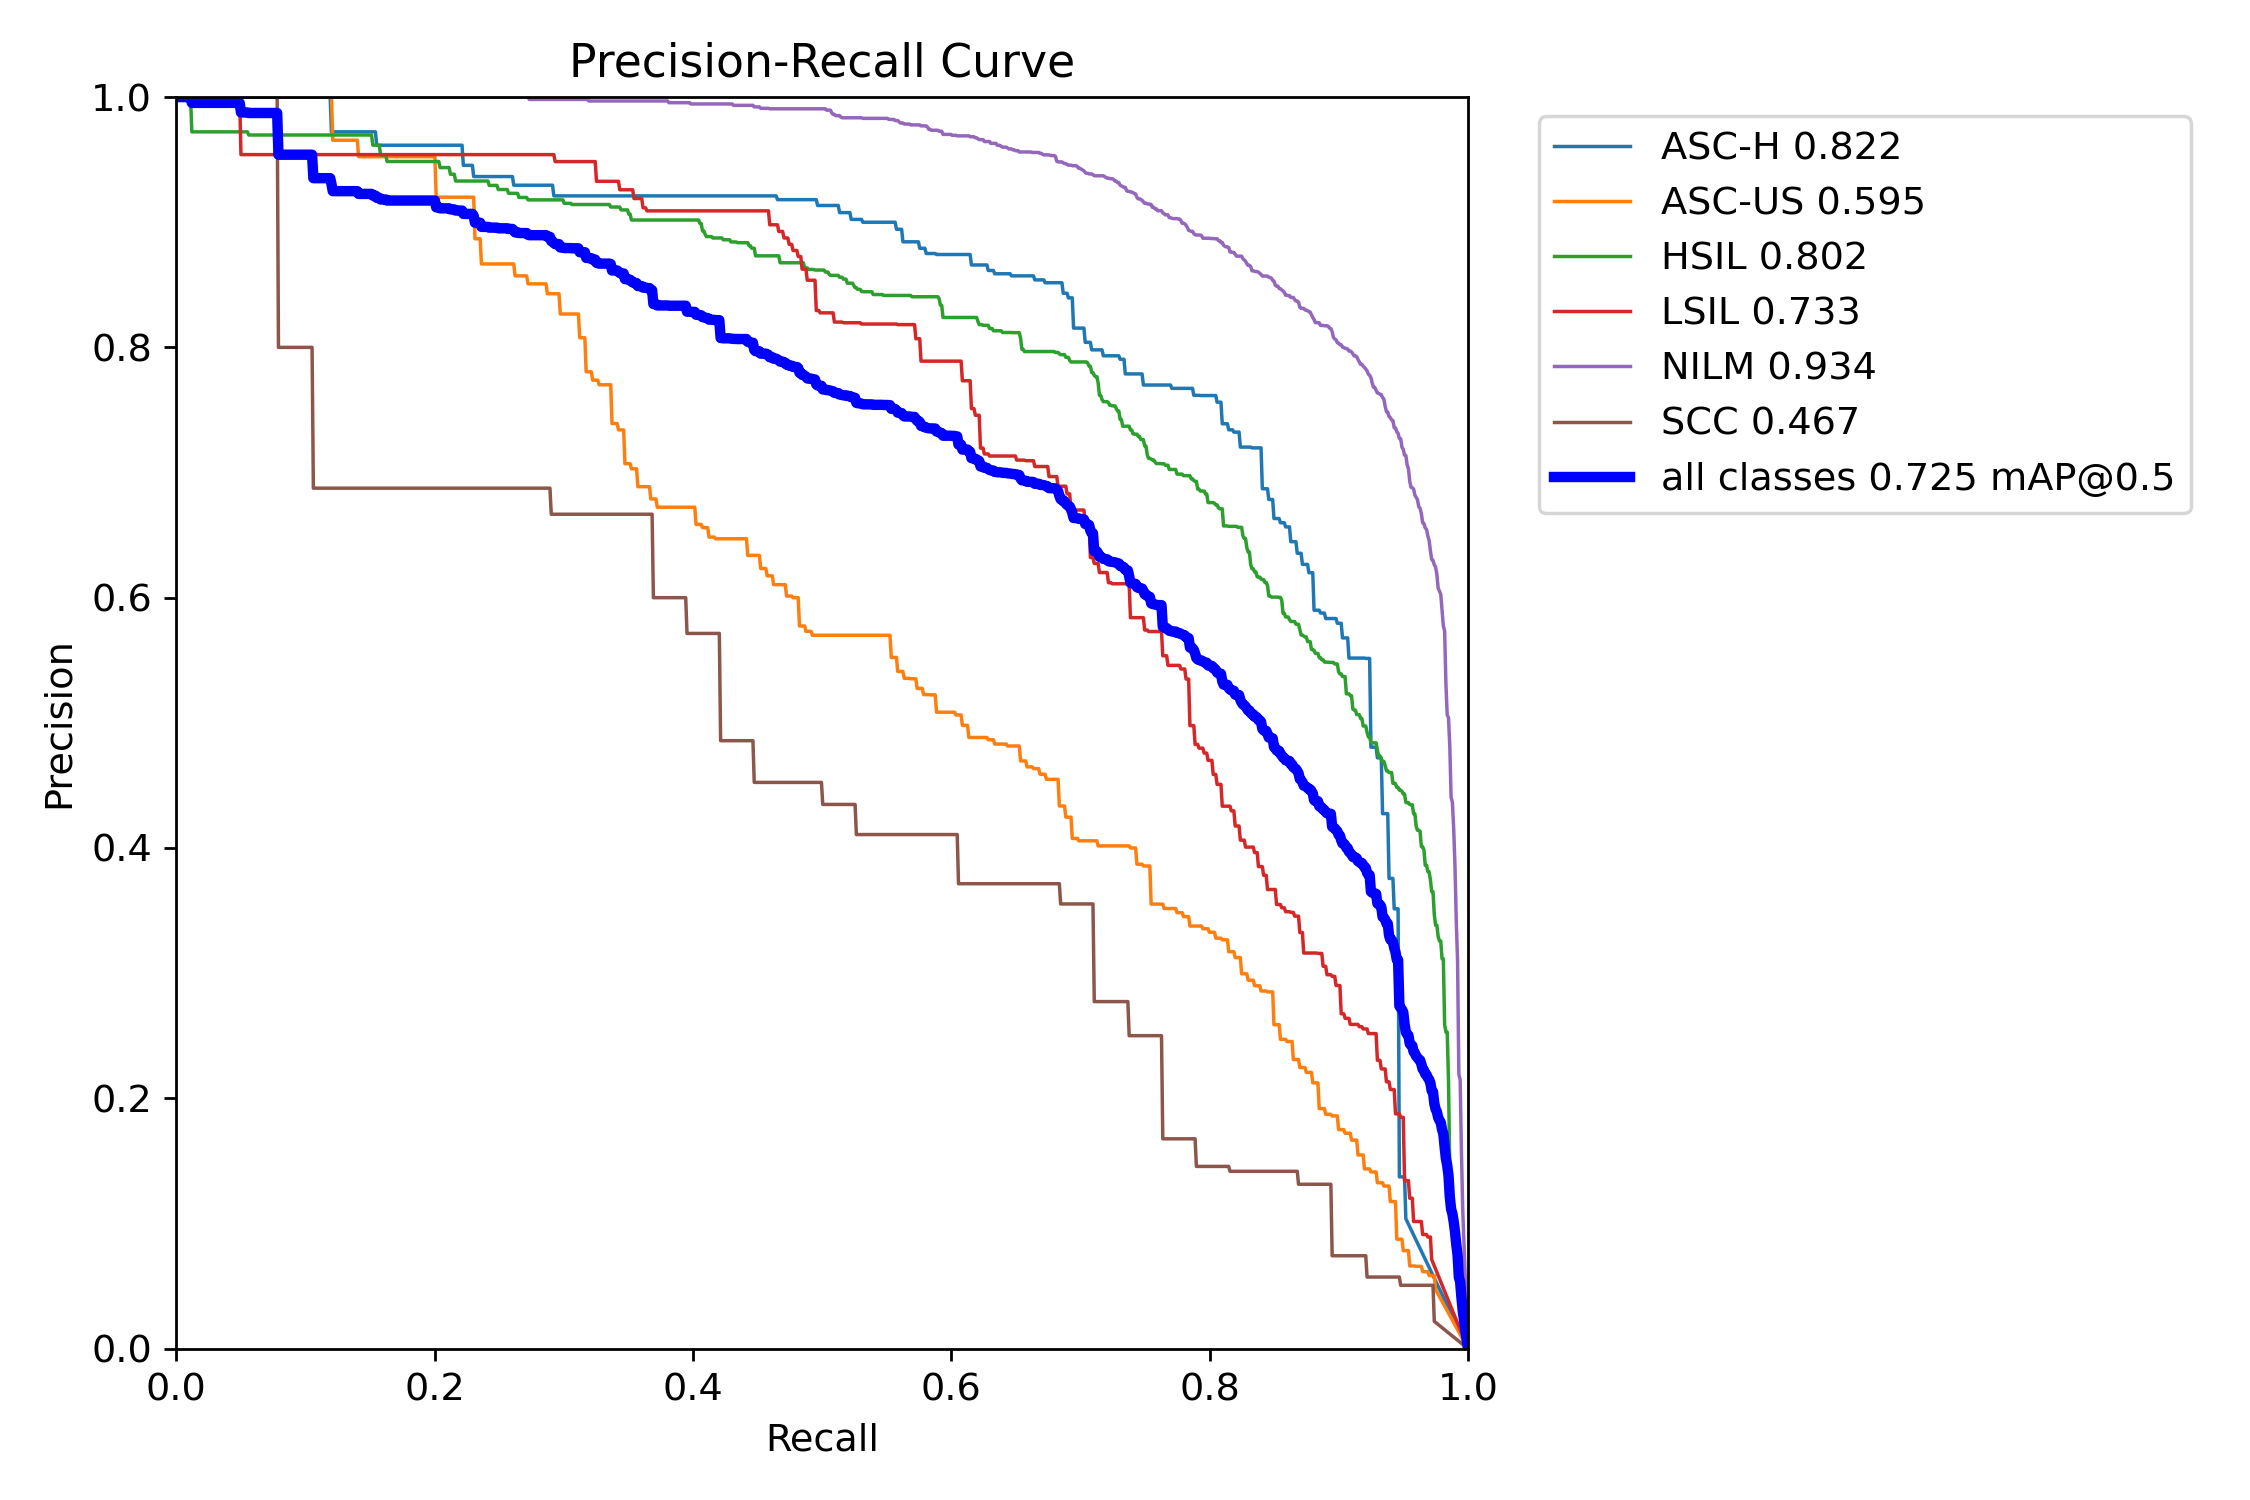 Precision-Recall Curve
1.0
0.8
0.6
0.4
0.2
0.0
Precision
0.0 0.2 0.4 0.6 0.8 1.0
Recall
ASC-H 0.822
ASC-US 0.595
HSIL 0.802
LSIL 0.733
NILM 0.934
SCC 0.467
all classes 0.725 mAP@0.5